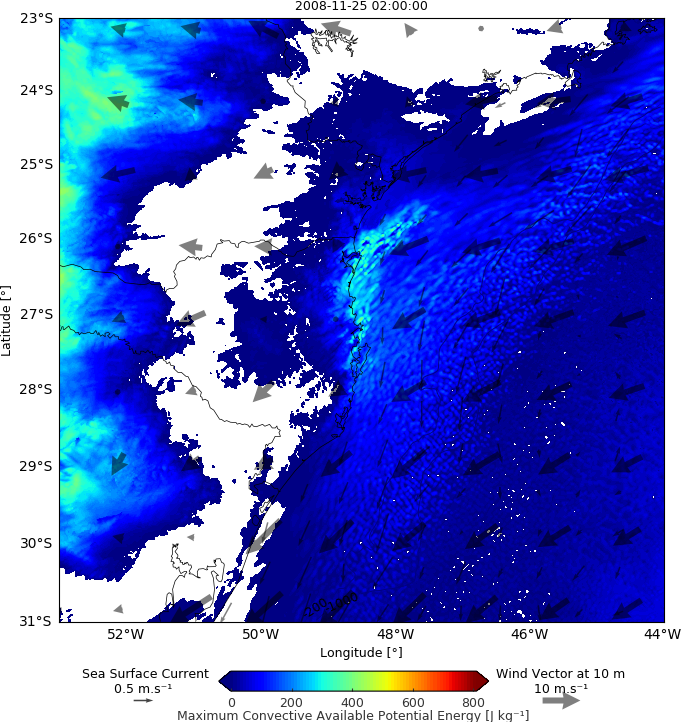 2008-11-25 02:00:00
23°S
24°S
25°S
26°S
27°S
28°S
29°S
30°S
31°S
Latitude [°]
52°W 50°W 48°W 46°W 44°W
Longitude [°]
Sea Surface Current
0.5 m.s⁻¹
Wind Vector at 10 m
10 m.s⁻¹
0 200 400 600 800
Maximum Convective Available Potential Energy [J kg⁻¹]